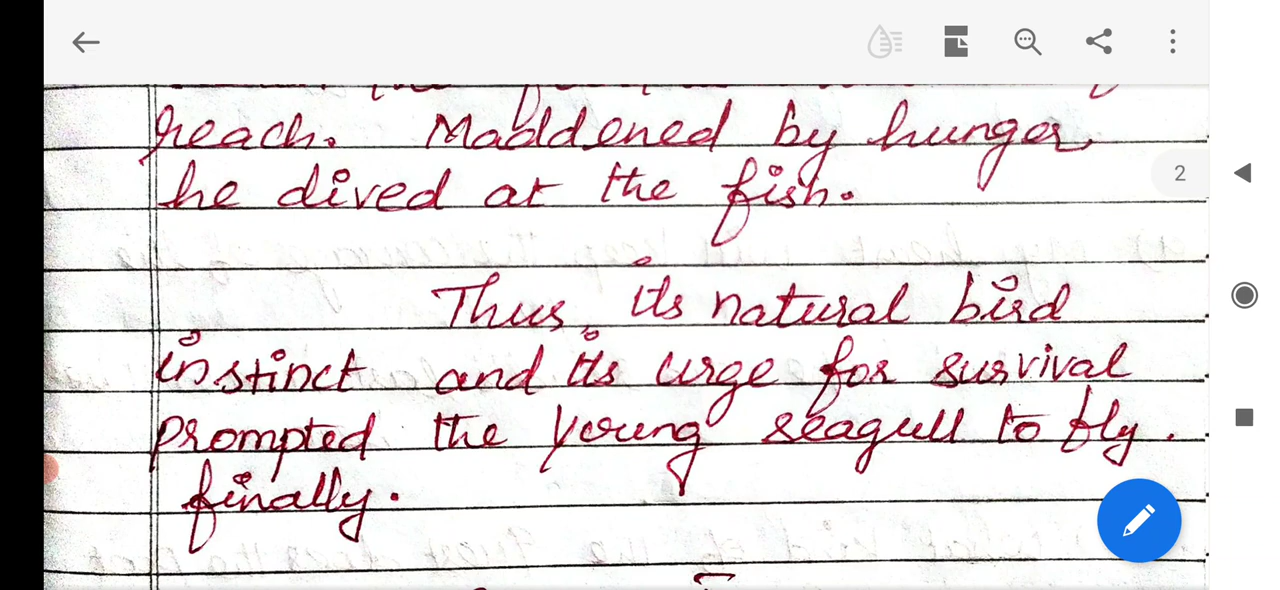 2
reach. Maddened by hunger,
he dived at the fish.
Thus, its natural bird
instinct and its urge for survival
prompted the young seagull to fly.
finally.